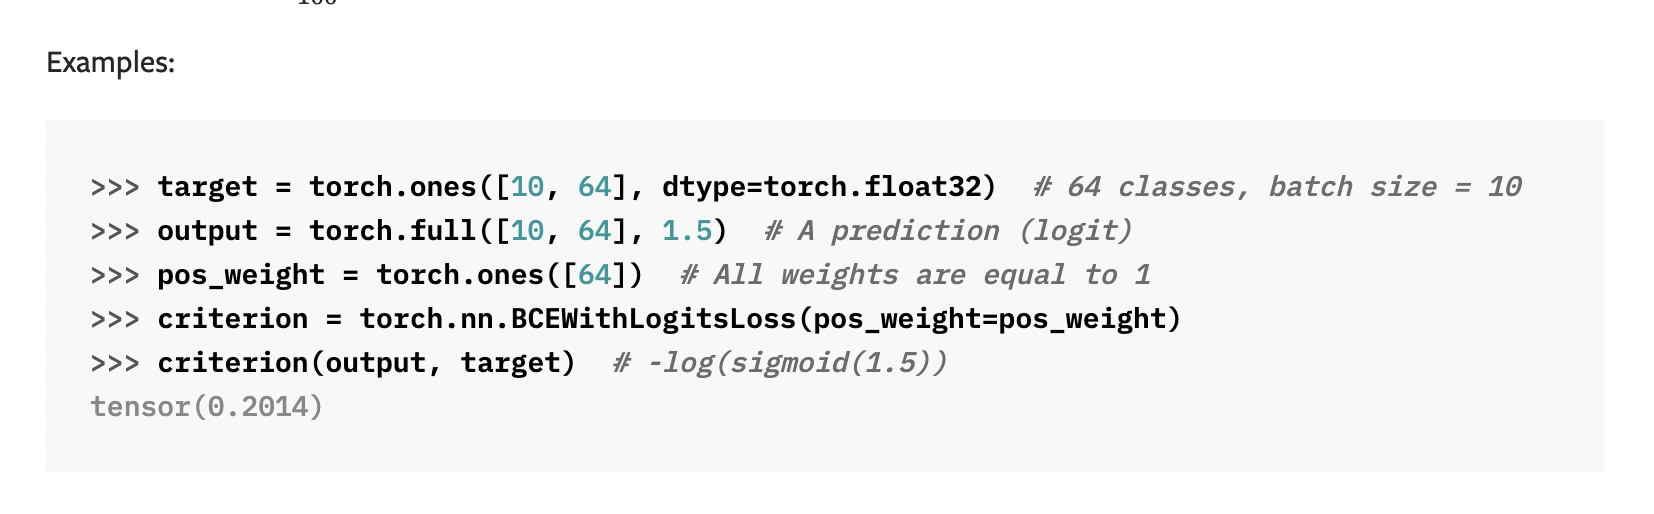 100
Examples:
>>> target = torch.ones([10, 64], dtype=torch.float32)  # 64 classes, batch size = 10
>>> output = torch.full([10, 64], 1.5)  # A prediction (logit)
>>> pos_weight = torch.ones([64])  # All weights are equal to 1
>>> criterion = torch.nn.BCEWithLogitsLoss(pos_weight=pos_weight)
>>> criterion(output, target)  # -log(sigmoid(1.5))
tensor(0.2014)